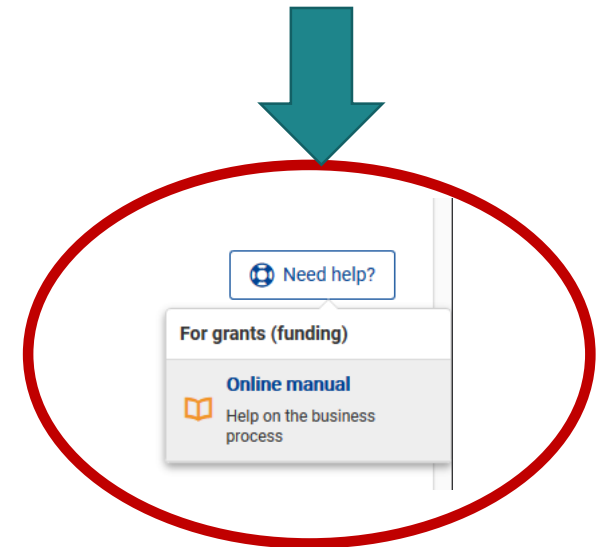 Need help?
For grants (funding)
Online manual
Help on the business
process